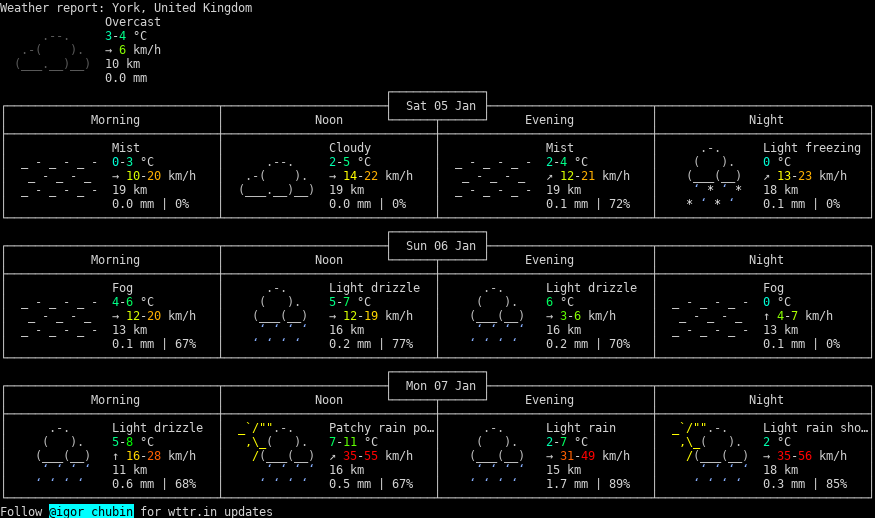 Weather report: York, United Kingdom
Overcast
3-4 °C
→ 6 km/h
10 km
0.0 mm
Sat 05 Jan
Morning Noon Evening Night
Mist Cloudy Mist Light freezing
0-3 °C 2-5 °C 2-4 °C 0 °C
→ 10-20 km/h → 14-22 km/h ↗ 12-21 km/h ↗ 13-23 km/h
19 km 19 km 19 km 18 km
0.0 mm | 0% 0.0 mm | 0% 0.1 mm | 72% 0.1 mm | 0%
Sun 06 Jan
Morning Noon Evening Night
Fog Light drizzle Light drizzle Fog
4-6 °C 5-7 °C 6 °C 0 °C
→ 12-20 km/h → 12-19 km/h → 3-6 km/h ↑ 4-7 km/h
13 km 16 km 16 km 13 km
0.1 mm | 67% 0.2 mm | 77% 0.2 mm | 70% 0.1 mm | 0%
Mon 07 Jan
Morning Noon Evening Night
Light drizzle Patchy rain po… Light rain Light rain sho…
5-8 °C 7-11 °C 2-7 °C 2 °C
↑ 16-28 km/h ↗ 35-55 km/h → 31-49 km/h → 35-56 km/h
11 km 16 km 15 km 18 km
0.6 mm | 68% 0.5 mm | 67% 1.7 mm | 89% 0.3 mm | 85%
Follow @igor_chubin for wttr.in updates